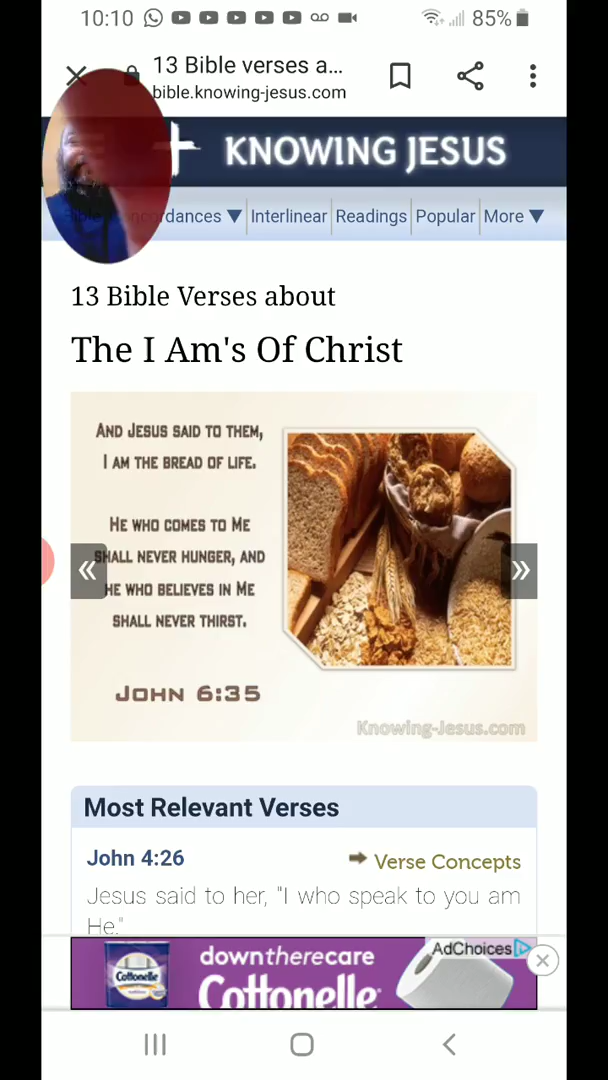 10:10
85%
13 Bible verses a...
bible.knowing-jesus.com
KNOWING JESUS
Interlinear
Readings
Popular
More ▼
13 Bible Verses about
The I Am's Of Christ
AND JESUS SAID TO THEM,
I AM THE BREAD OF LIFE.
HE WHO COMES TO ME
SHALL NEVER HUNGER, AND
HE WHO BELIEVES IN ME
SHALL NEVER THIRST.
JOHN 6:35
Knowing-Jesus.com
Most Relevant Verses
John 4:26
Verse Concepts
Jesus said to her, "I who speak to you am
He."
AdChoices
downtherecare
Cottonelle
Cottonelle